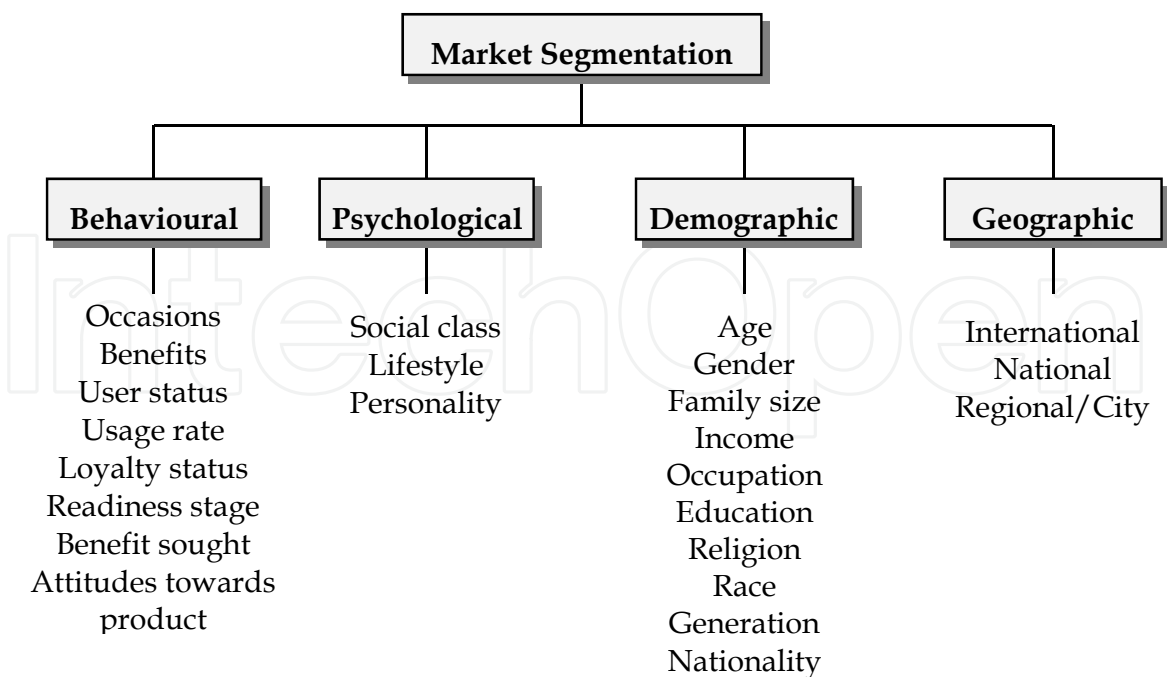 Market Segmentation
Behavioural
Psychological
Demographic
Geographic
Occasions
Benefits
User status
Usage rate
Loyalty status
Readiness stage
Benefit sought
Attitudes towards
product
Social class
Lifestyle
Personality
Age
Gender
Family size
Income
Occupation
Education
Religion
Race
Generation
Nationality
International
National
Regional/City
IntechOpen